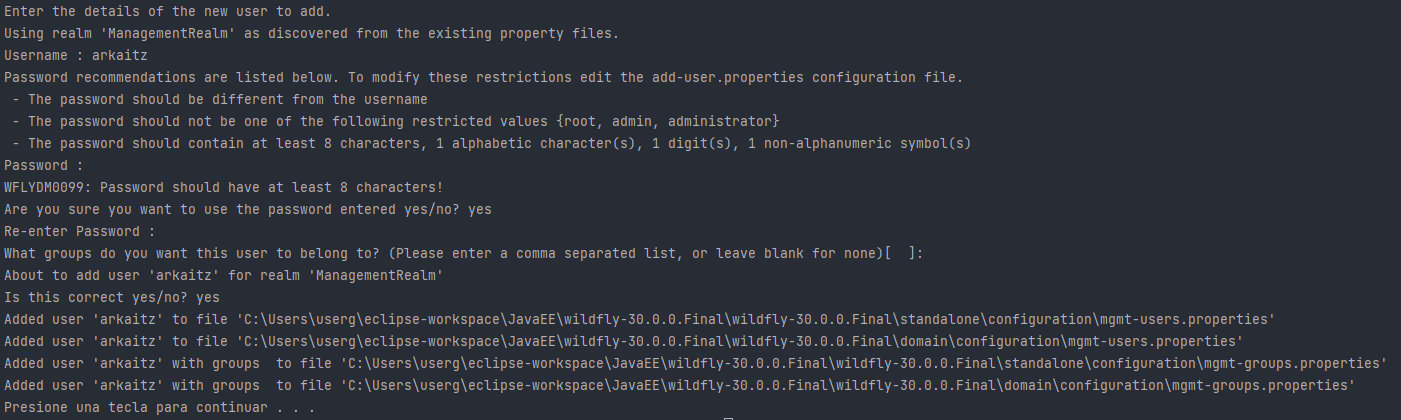 Enter the details of the new user to add.
Using realm 'ManagementRealm' as discovered from the existing property files.
Username : arkaitz
Password recommendations are listed below. To modify these restrictions edit the add-user.properties configuration file.
 - The password should be different from the username
 - The password should not be one of the following restricted values {root, admin, administrator}
 - The password should contain at least 8 characters, 1 alphabetic character(s), 1 digit(s), 1 non-alphanumeric symbol(s)
Password :
WFLYDM0099: Password should have at least 8 characters!
Are you sure you want to use the password entered yes/no? yes
Re-enter Password :
What groups do you want this user to belong to? (Please enter a comma separated list, or leave blank for none)[  ]:
About to add user 'arkaitz' for realm 'ManagementRealm'
Is this correct yes/no? yes
Added user 'arkaitz' to file 'C:\Users\userg\eclipse-workspace\JavaEE\wildfly-30.0.0.Final\wildfly-30.0.0.Final\standalone\configuration\mgmt-users.properties'
Added user 'arkaitz' to file 'C:\Users\userg\eclipse-workspace\JavaEE\wildfly-30.0.0.Final\wildfly-30.0.0.Final\domain\configuration\mgmt-users.properties'
Added user 'arkaitz' with groups  to file 'C:\Users\userg\eclipse-workspace\JavaEE\wildfly-30.0.0.Final\wildfly-30.0.0.Final\standalone\configuration\mgmt-groups.properties'
Added user 'arkaitz' with groups  to file 'C:\Users\userg\eclipse-workspace\JavaEE\wildfly-30.0.0.Final\wildfly-30.0.0.Final\domain\configuration\mgmt-groups.properties'
Presione una tecla para continuar . . .